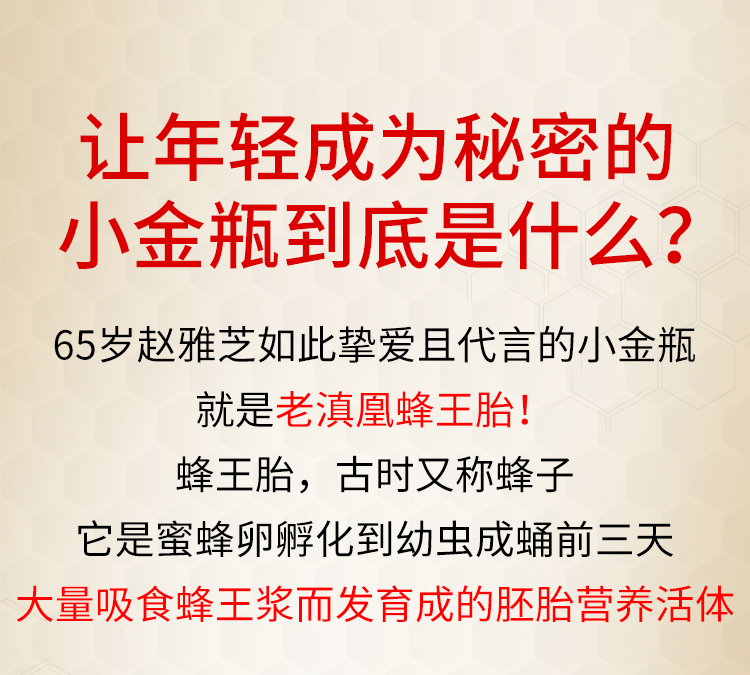 让年轻成为秘密的
小金瓶到底是什么？
65岁赵雅芝如此挚爱且代言的小金瓶
就是老滇凰蜂王胎！
蜂王胎，古时又称蜂子
它是蜜蜂卵孵化到幼虫成蛹前三天
大量吸食蜂王浆而发育成的胚胎营养活体